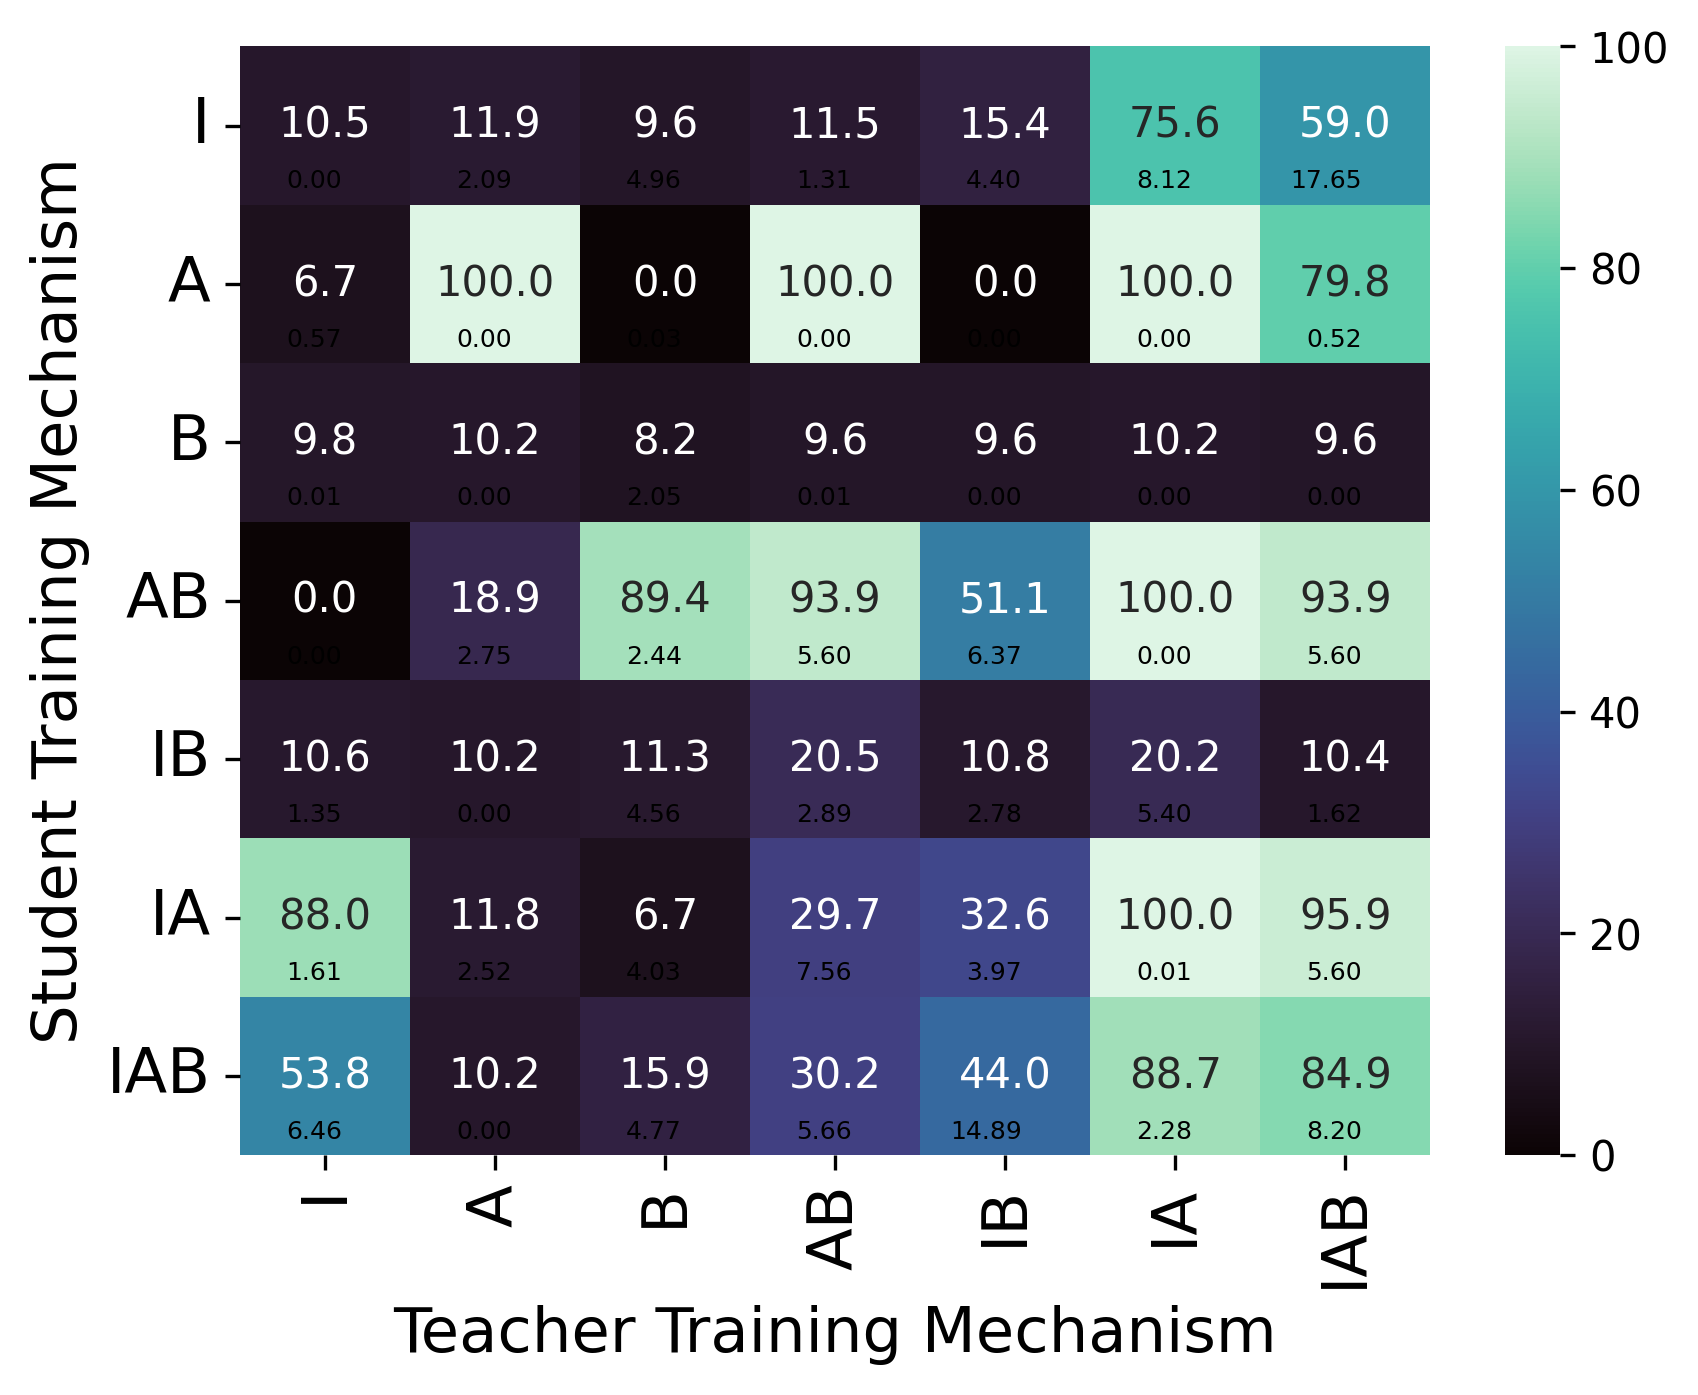 Student Training Mechanism
I 10.5 11.9 9.6 11.5 15.4 75.6 59.0
0.00 2.09 4.96 1.31 4.40 8.12 17.65
A 6.7 100.0 0.0 100.0 0.0 100.0 79.8
0.57 0.00 0.03 0.00 0.00 0.00 0.52
B 9.8 10.2 8.2 9.6 9.6 10.2 9.6
0.01 0.00 2.05 0.01 0.00 0.00 0.00
AB 0.0 18.9 89.4 93.9 51.1 100.0 93.9
0.00 2.75 2.44 5.60 6.37 0.00 5.60
IB 10.6 10.2 11.3 20.5 10.8 20.2 10.4
1.35 0.00 4.56 2.89 2.78 5.40 1.62
IA 88.0 11.8 6.7 29.7 32.6 100.0 95.9
1.61 2.52 4.03 7.56 3.97 0.01 5.60
IAB 53.8 10.2 15.9 30.2 44.0 88.7 84.9
6.46 0.00 4.77 5.66 14.89 2.28 8.20
I A B AB IB IA IAB
Teacher Training Mechanism
100
80
60
40
20
0